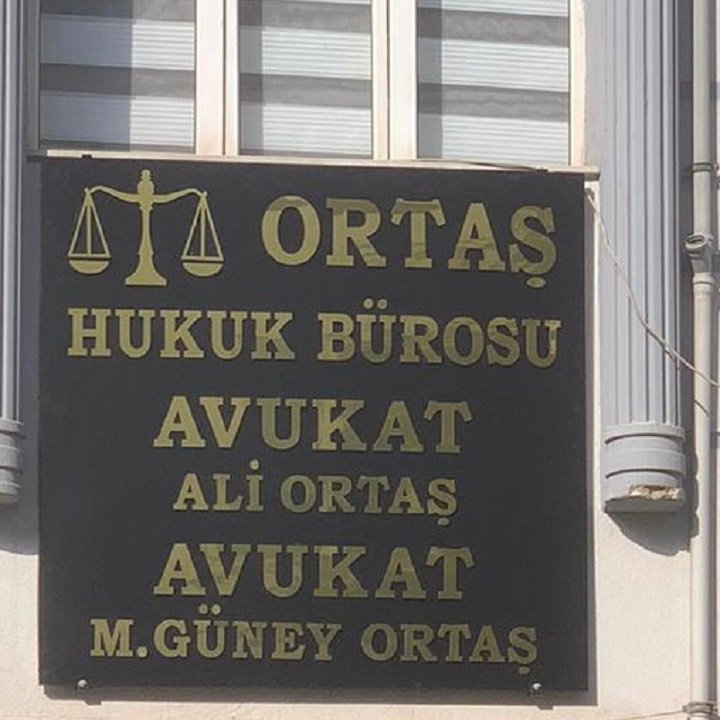 ORTAŞ
HUKUK BÜROSU
AVUKAT
ALİ ORTAŞ
AVUKAT
M.GÜNEY ORTAŞ